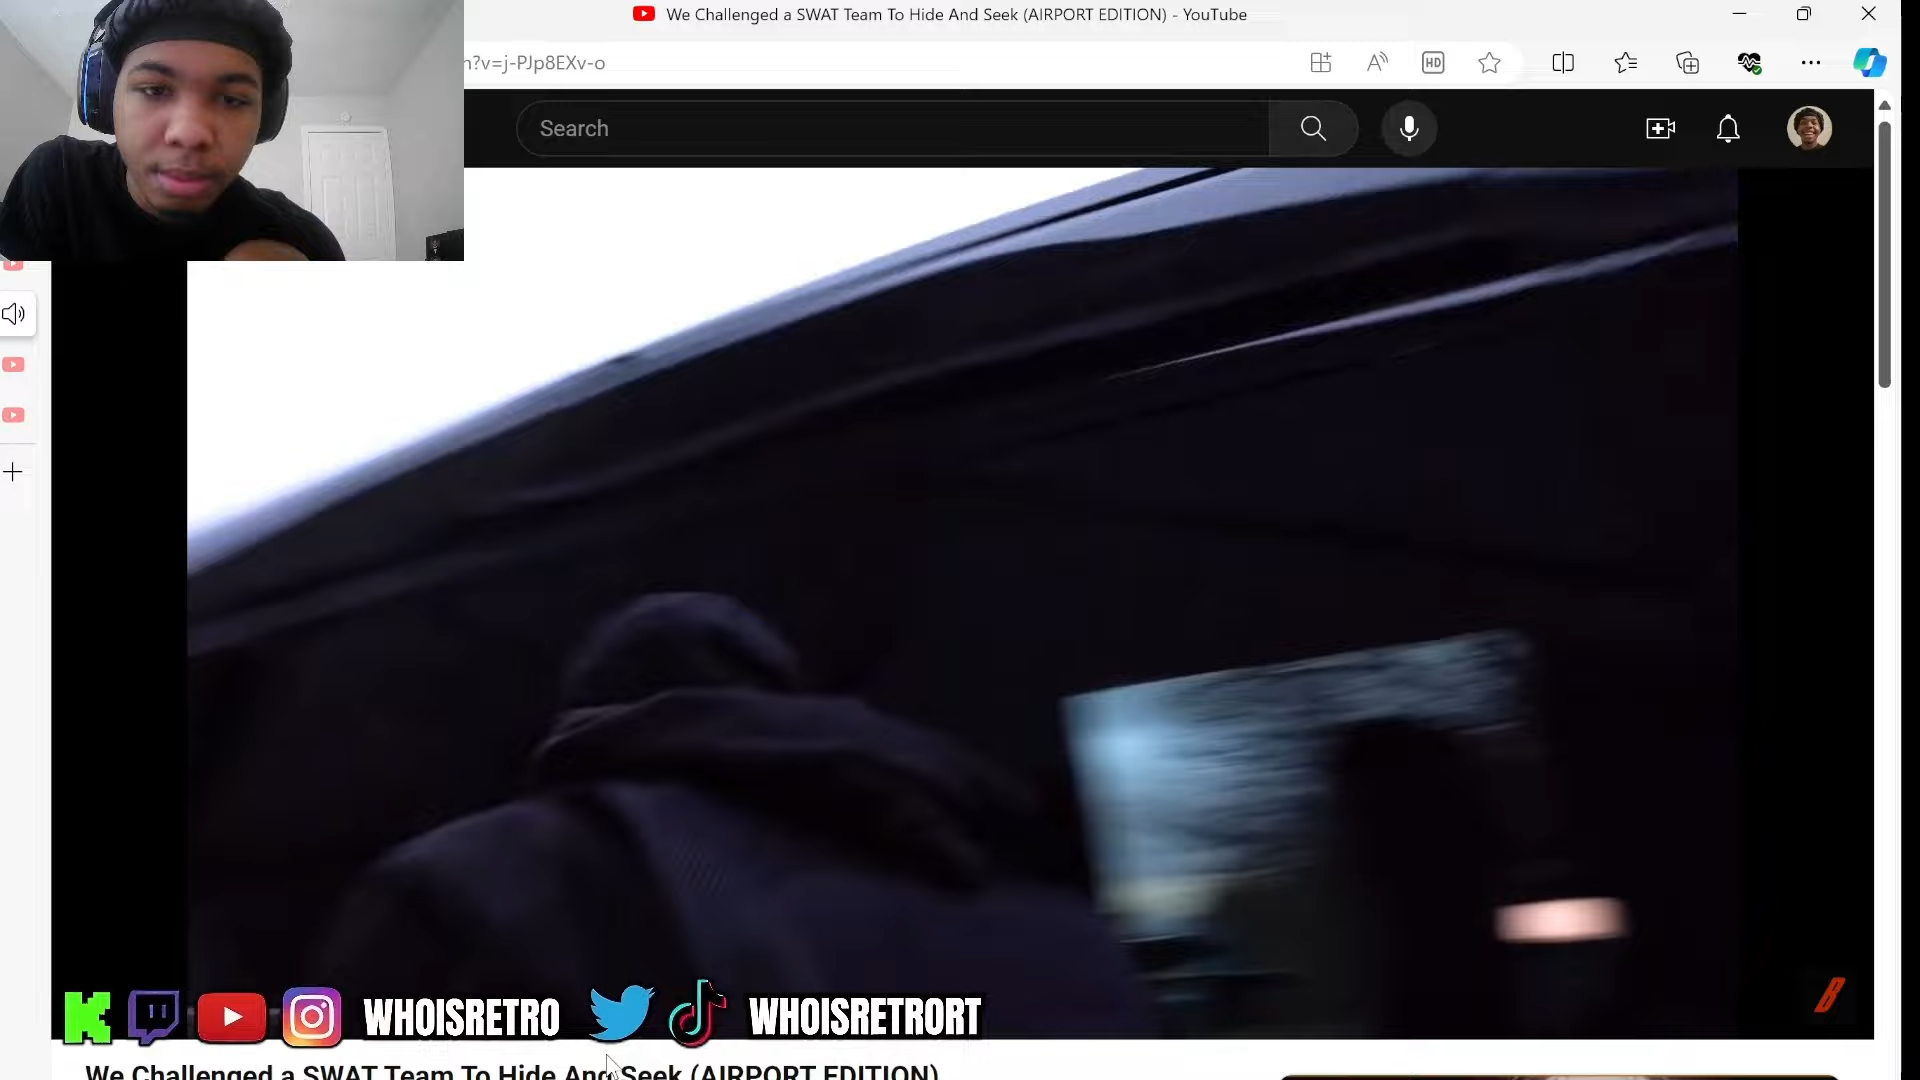 We Challenged a SWAT Team To Hide And Seek (AIRPORT EDITION) - YouTube
?v=j-PJp8EXv-o
HD
Search
WHOISRETRO
WHOISRETRORT
We Challenged a SWAT Team To Hide And Seek (AIRPORT EDITION)